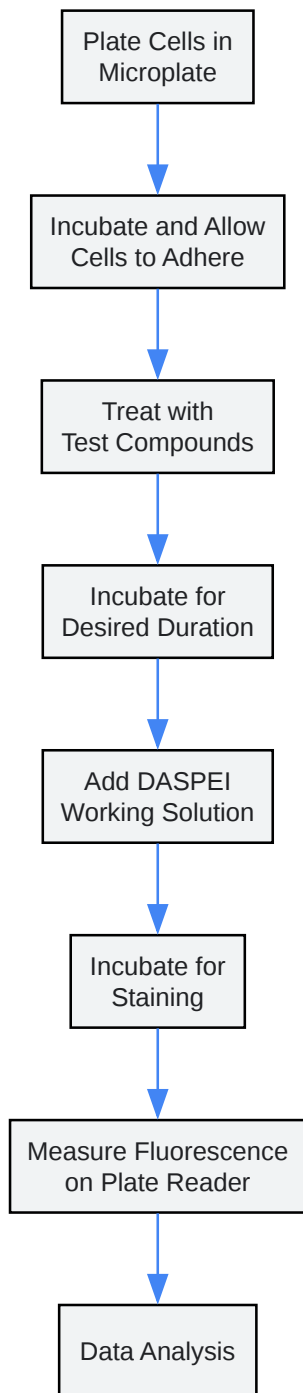 Plate Cells in
Microplate
Incubate and Allow
Cells to Adhere
Treat with
Test Compounds
Incubate for
Desired Duration
Add DASPEI
Working Solution
Incubate for
Staining
Measure Fluorescence
on Plate Reader
Data Analysis